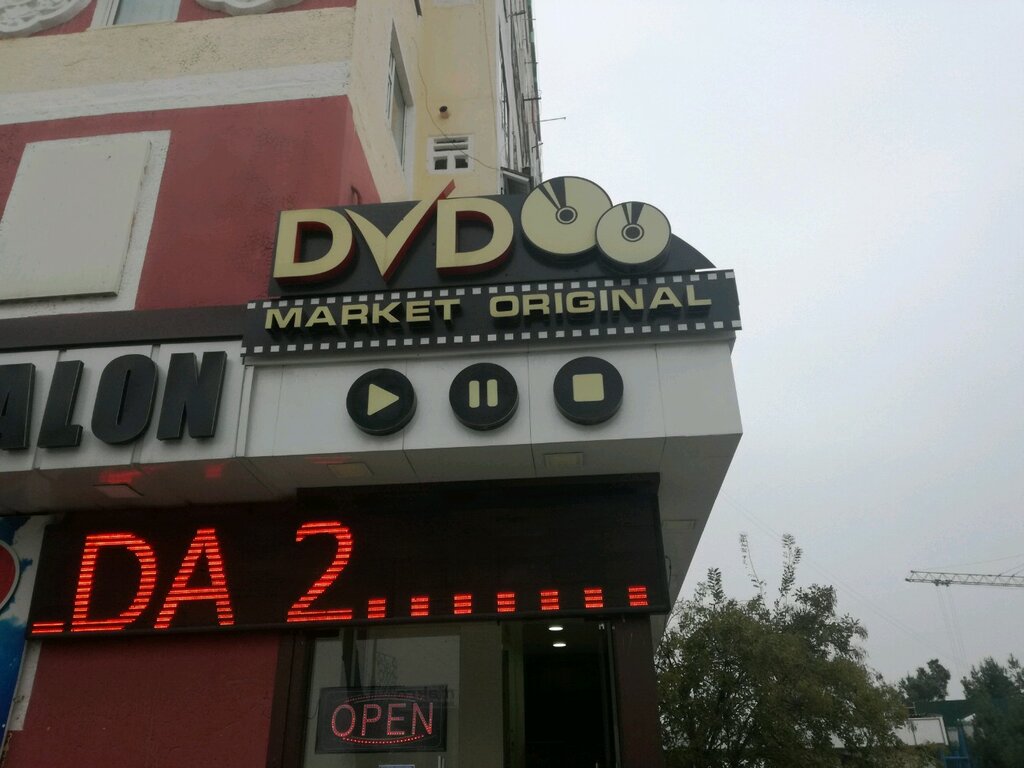 DVD
MARKET ORIGINAL
ALON
DA 2.......
OPEN